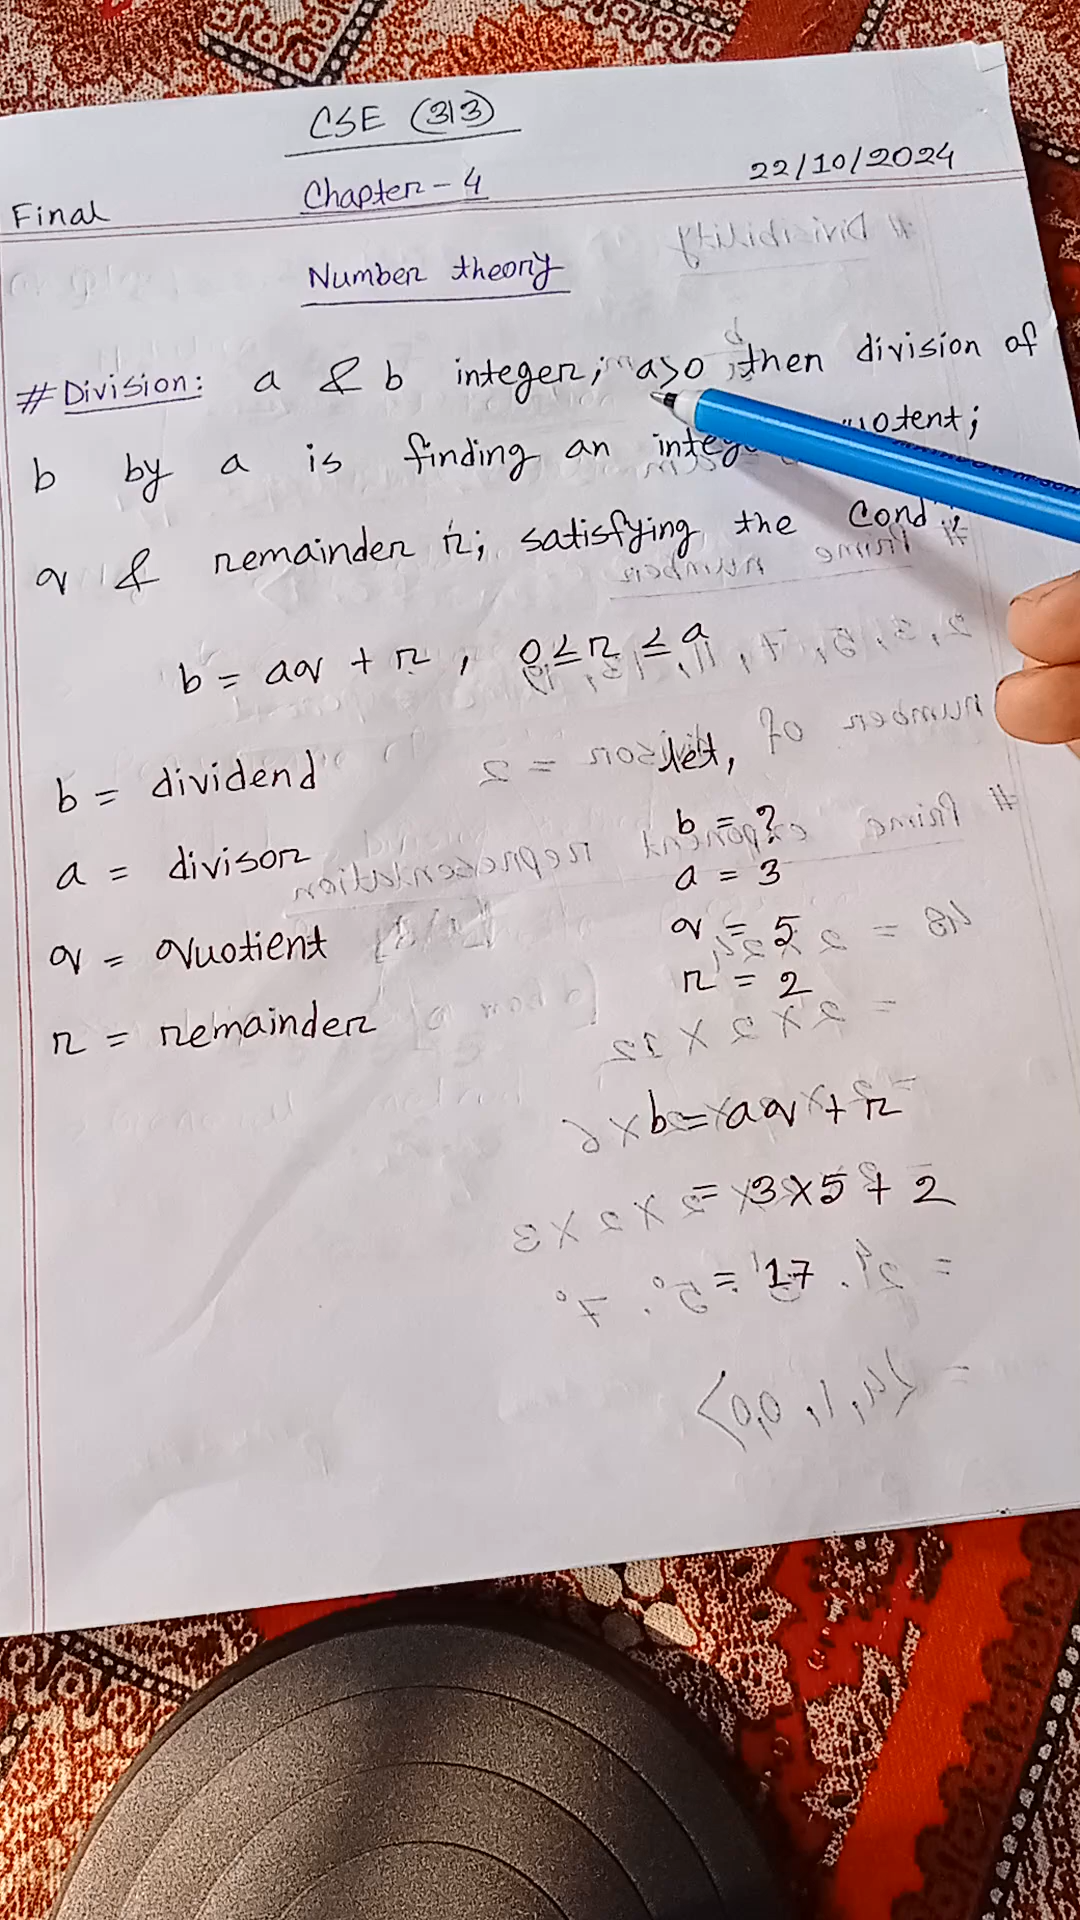 CSE (313)
Final Chapter - 4 22/10/2024
Number theory
# Division: a & b integer; a>0 then division of
b by a is finding an
q & remainder r; satisfying the Cond;
b = aq + r, 0≤r≤a
b = dividend
a = divisor
q = Quotient
r = remainder
let,
b = ?
a = 3
q = 5
r = 2
b = aq + r
= 3×5 + 2
= 17